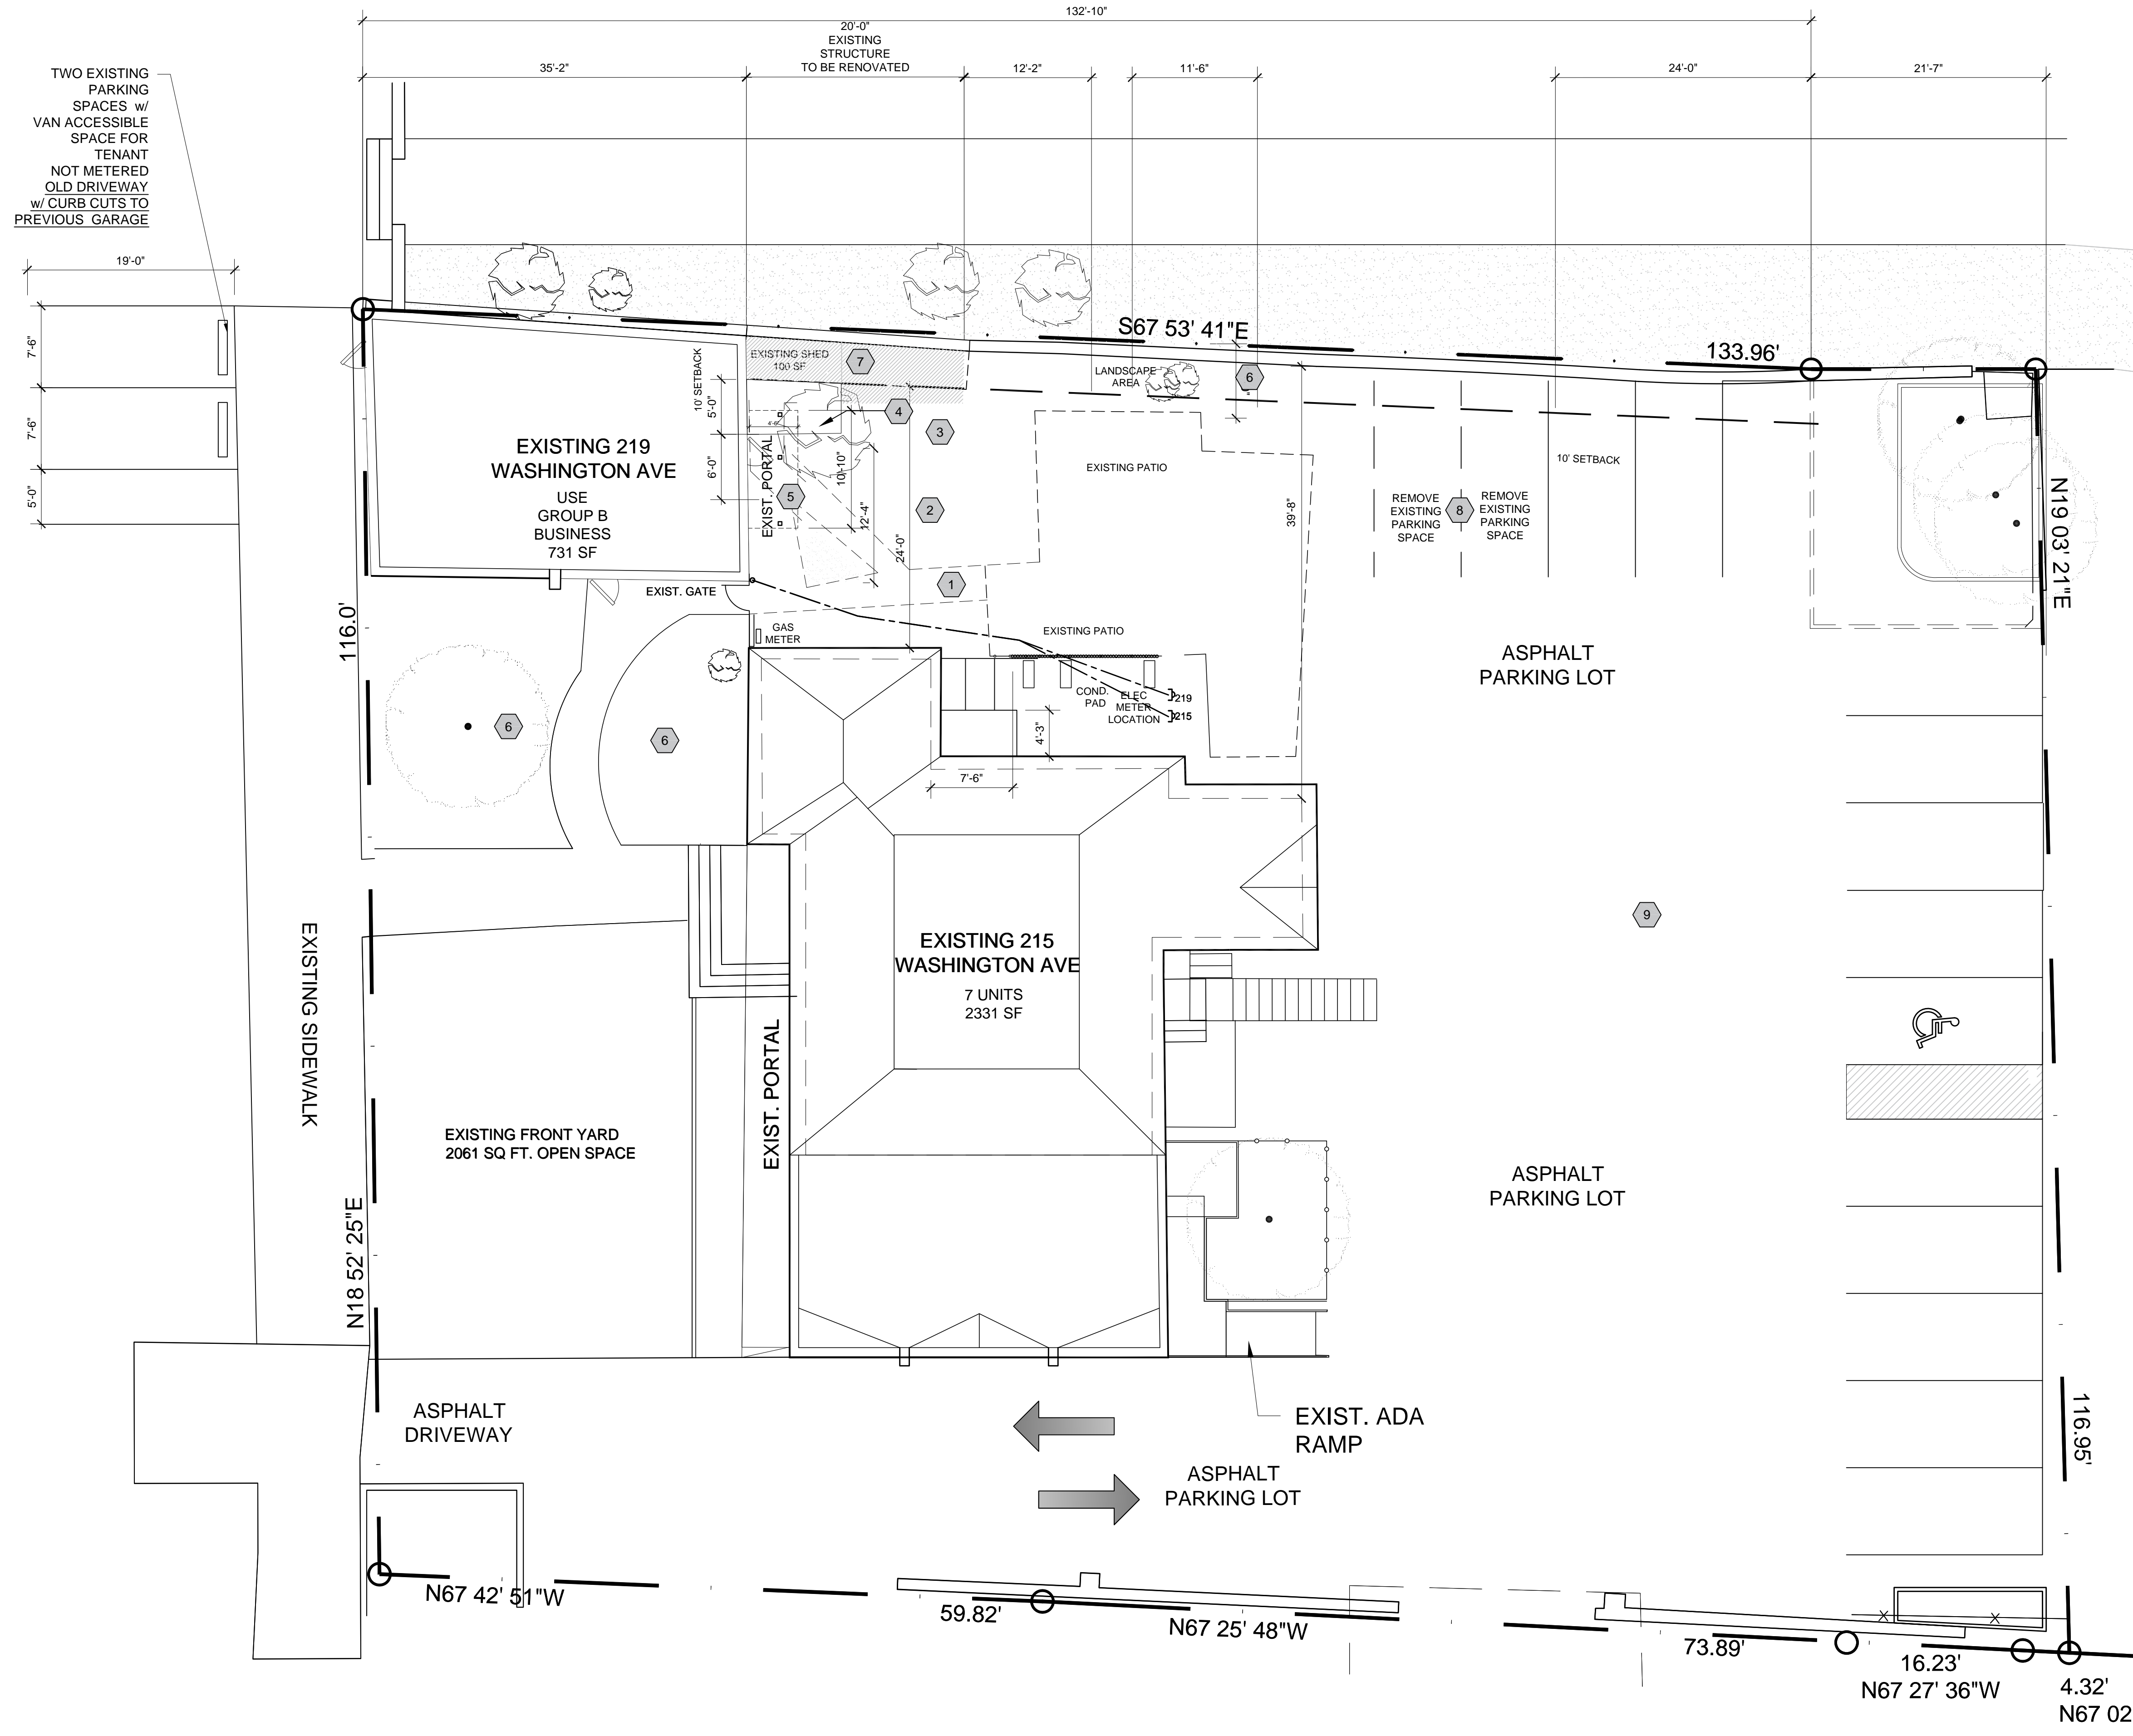 132'-10"
20'-0"
EXISTING
STRUCTURE
TO BE RENOVATED
35'-2"
12'-2"
11'-6"
24'-0"
21'-7"
TWO EXISTING
PARKING
SPACES w/
VAN ACCESSIBLE
SPACE FOR
TENANT
NOT METERED
OLD DRIVEWAY
w/ CURB CUTS TO
PREVIOUS GARAGE
19'-0"
7'-6"
7'-6"
5'-0"
S67 53' 41"E
133.96'
EXISTING SHED
100 SF
7
10' SETBACK
5'-0"
6'-0"
LANDSCAPE
AREA
6
4
3
EXISTING 219
WASHINGTON AVE
USE
GROUP B
BUSINESS
731 SF
EXIST. PORTAL
5
10'-10"
12'-4"
2
24'-0"
EXISTING PATIO
39'-8"
10' SETBACK
REMOVE
EXISTING
PARKING
SPACE
8
REMOVE
EXISTING
PARKING
SPACE
N19 03' 21"E
116.0'
EXIST. GATE
1
GAS
METER
EXISTING PATIO
COND.
PAD
ELEC
METER
LOCATION
219
215
4'-3"
7'-6"
ASPHALT
PARKING LOT
6
6
9
EXISTING SIDEWALK
EXISTING 215
WASHINGTON AVE
7 UNITS
2331 SF
EXIST. PORTAL
EXISTING FRONT YARD
2061 SQ FT. OPEN SPACE
ASPHALT
PARKING LOT
N18 52' 25"E
116.95'
ASPHALT
DRIVEWAY
EXIST. ADA
RAMP
ASPHALT
PARKING LOT
N67 42' 51"W
59.82'
N67 25' 48"W
73.89'
16.23'
N67 27' 36"W
4.32'
N67 02